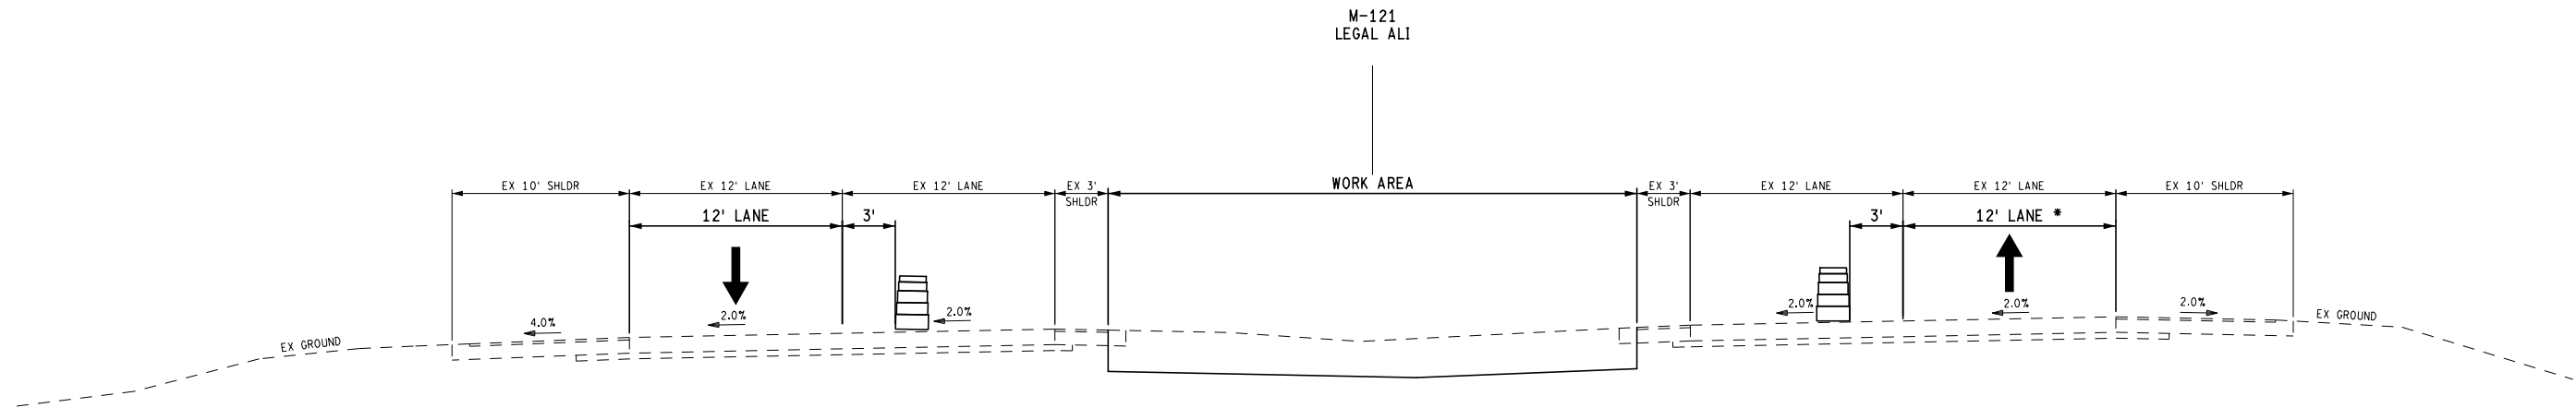 M-121
LEGAL ALI
EX 10' SHLDR
EX 12' LANE
EX 12' LANE
EX 3'
SHLDR
WORK AREA
EX 3'
SHLDR
EX 12' LANE
EX 12' LANE
EX 10' SHLDR
12' LANE
3'
3'
12' LANE *
EX GROUND
4.0%
2.0%
2.0%
2.0%
2.0%
2.0%
EX GROUND